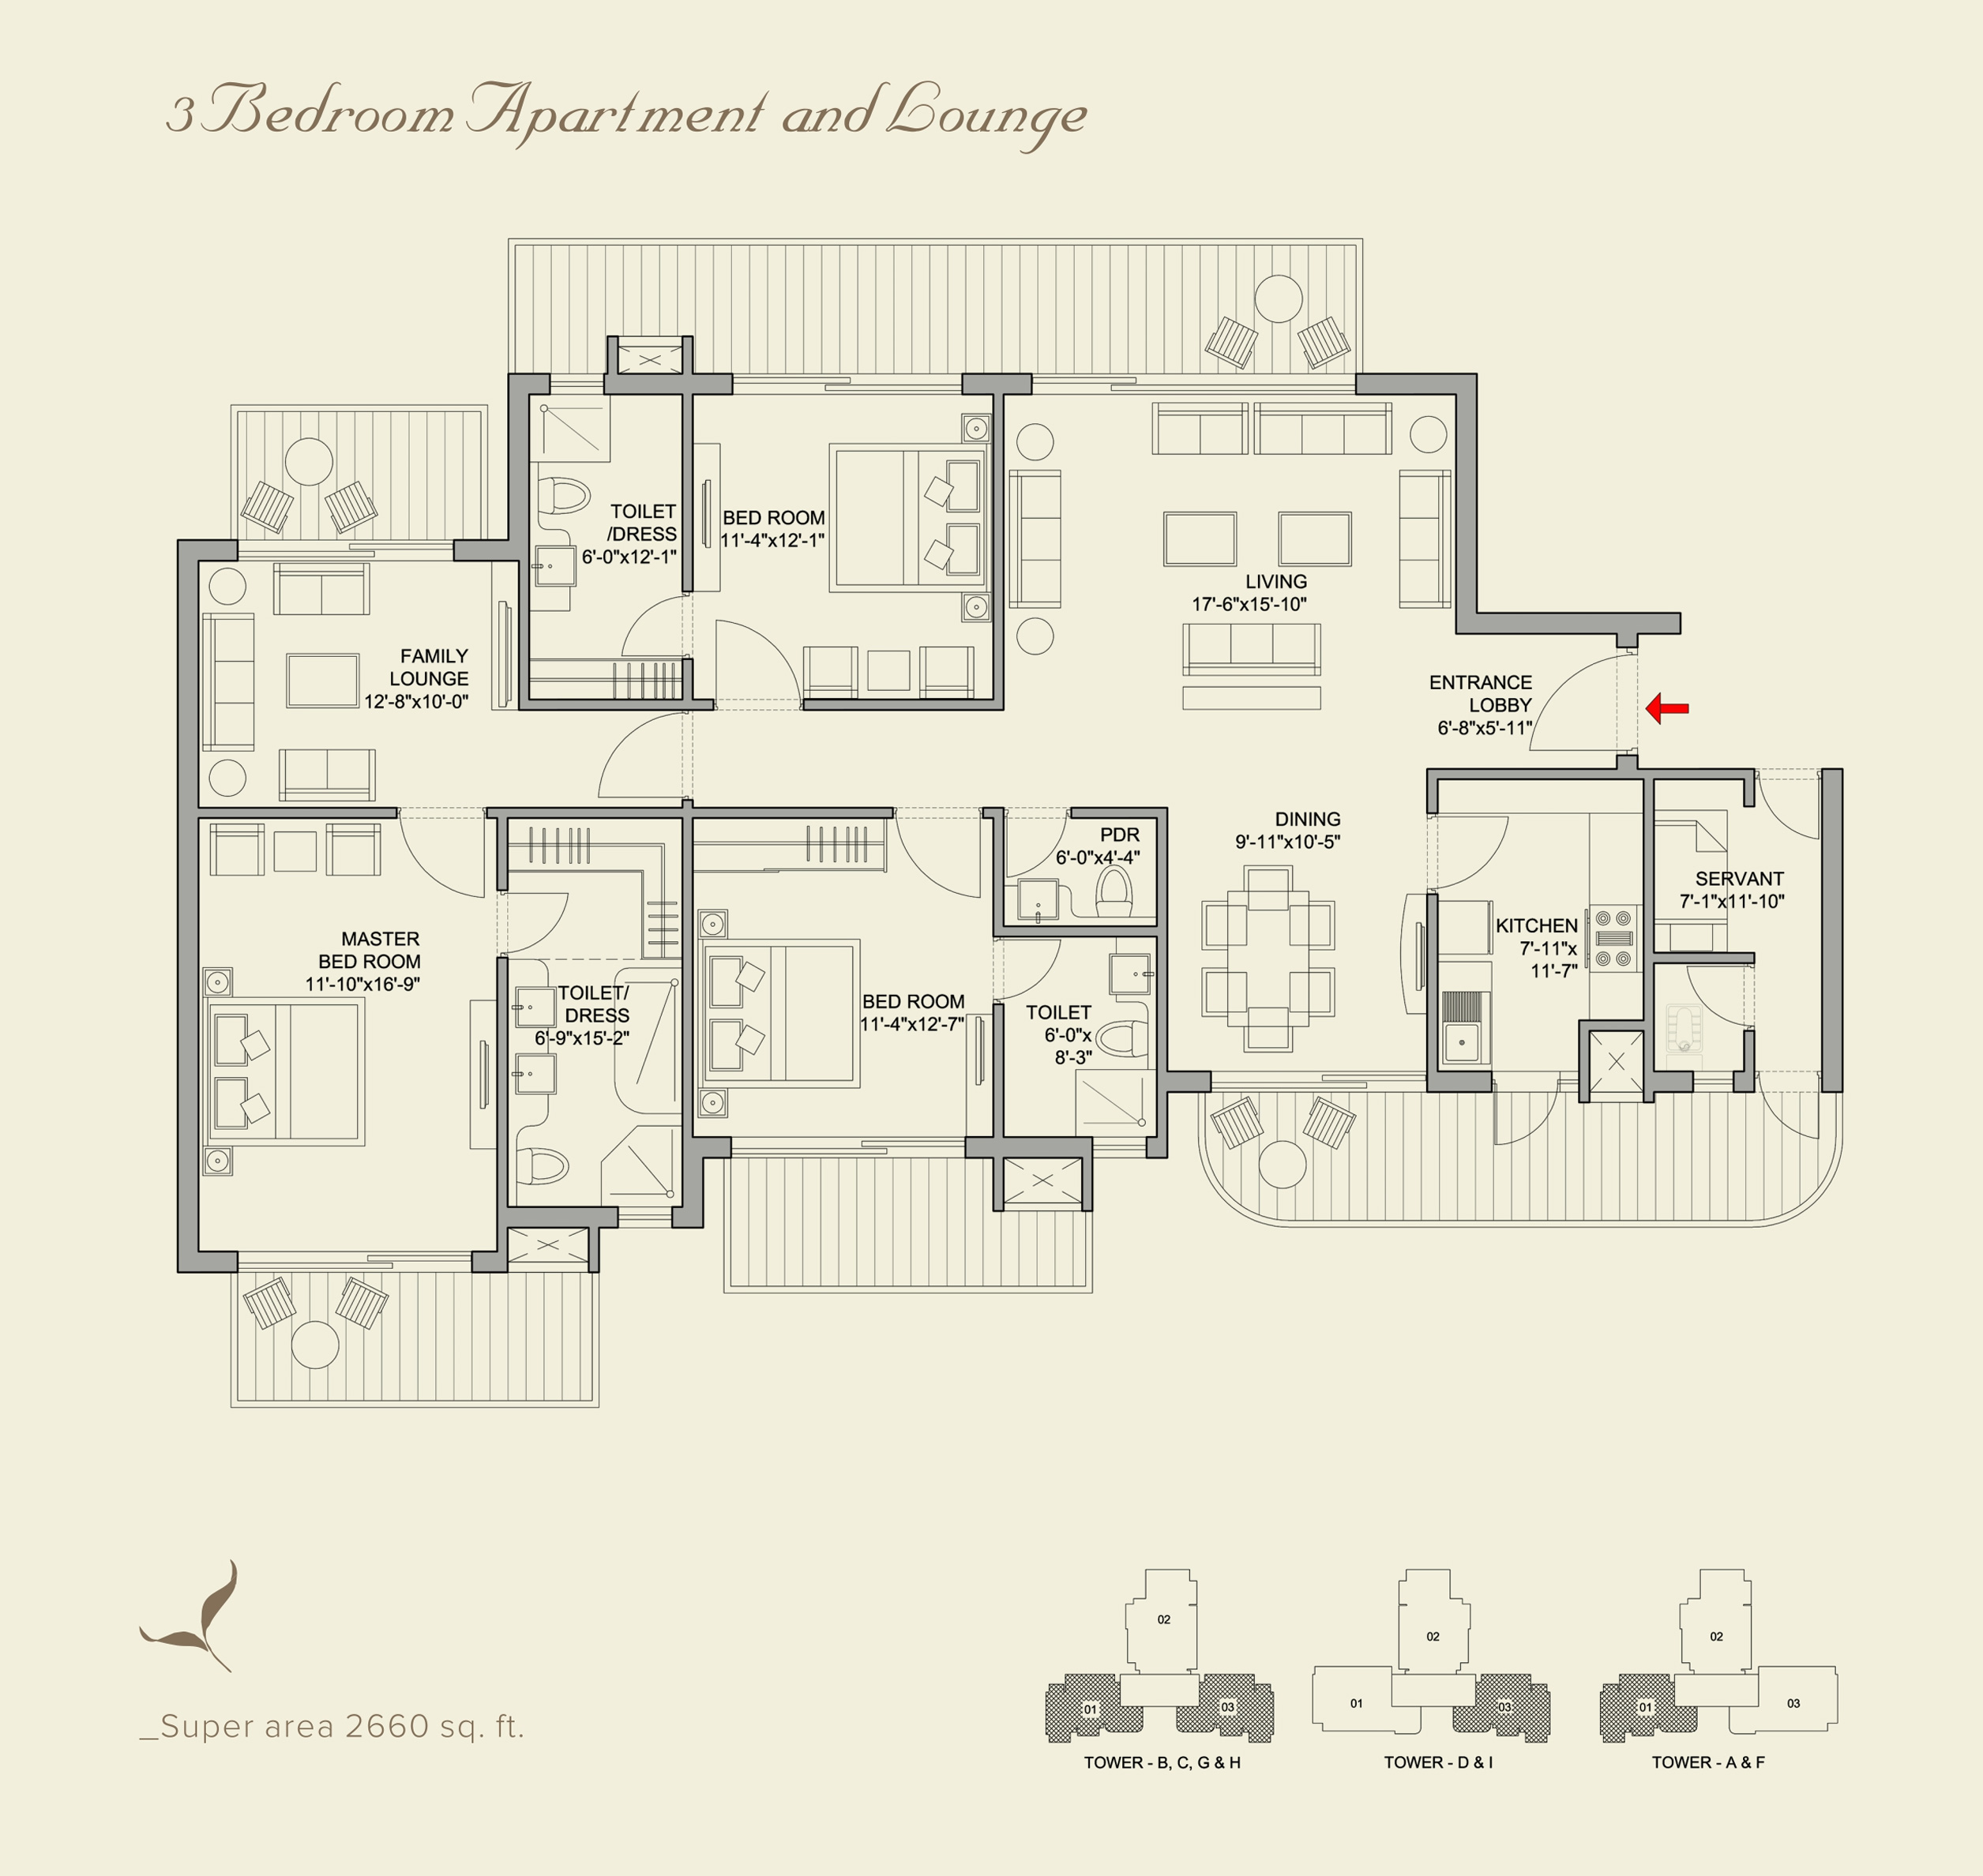 3 Bedroom Apartment and Lounge
TOILET
/DRESS
6'-0"x12'-1"
BED ROOM
11'-4"x12'-1"
LIVING
17'-6"x15'-10"
FAMILY
LOUNGE
12'-8"x10'-0"
ENTRANCE
LOBBY
6'-8"x5'-11"
DINING
9'-11"x10'-5"
PDR
6'-0"x4'-4"
SERVANT
7'-1"x11'-10"
KITCHEN
7'-11"x
11'-7"
MASTER
BED ROOM
11'-10"x16'-9"
TOILET/
DRESS
6'-9"x15'-2"
BED ROOM
11'-4"x12'-7"
TOILET
6'-0"x
8'-3"
_Super area 2660 sq. ft.
02
01
03
TOWER - B, C, G & H
02
01
03
TOWER - D & I
02
01
03
TOWER - A & F